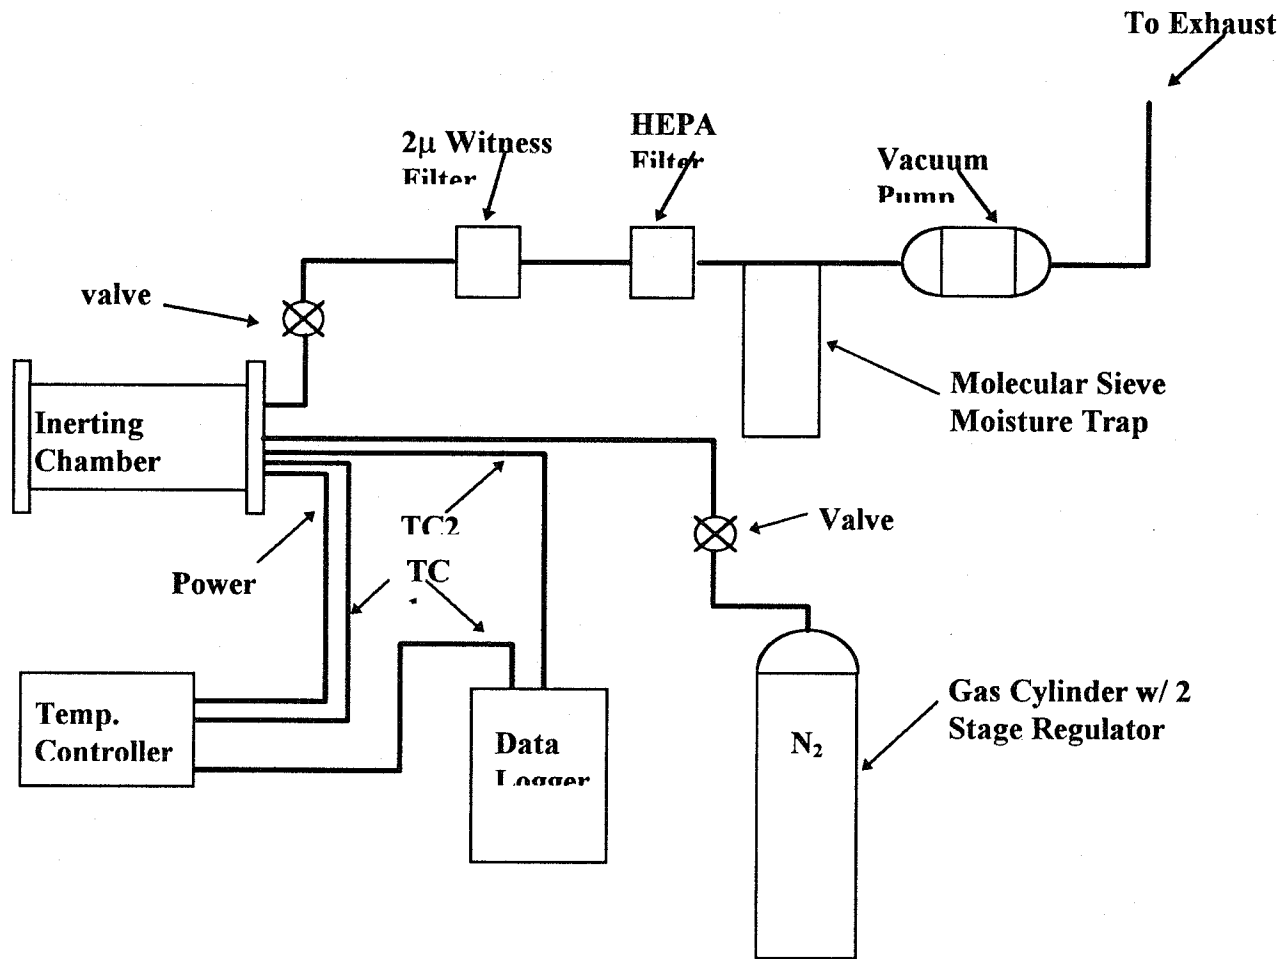 To Exhaust
HEPA
Filter
2μ Witness
Filter
Vacuum
Pump
valve
Molecular Sieve
Moisture Trap
Inerting
Chamber
TC2
Valve
Power
TC
Gas Cylinder w/ 2
Stage Regulator
Temp.
Controller
Data
Logger
N₂